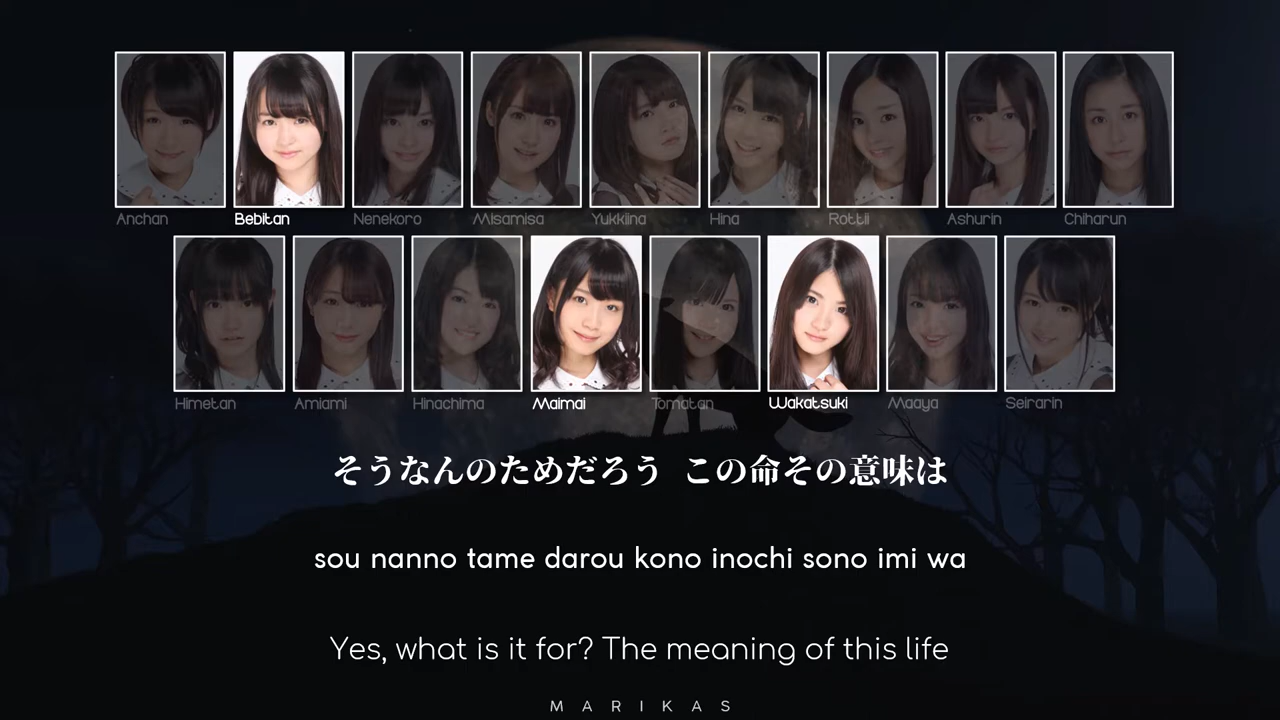 Anchan Bebitan Nenekoro Misamisa Yukkiina Hina Rottii Ashurin Chiharun
Himetan Amiami Hinachima Maimai Tomatan Wakatsuki Maaya Seirarin
そうなんのためだろう この命その意味は
sou nanno tame darou kono inochi sono imi wa
Yes, what is it for? The meaning of this life
MARIKAS